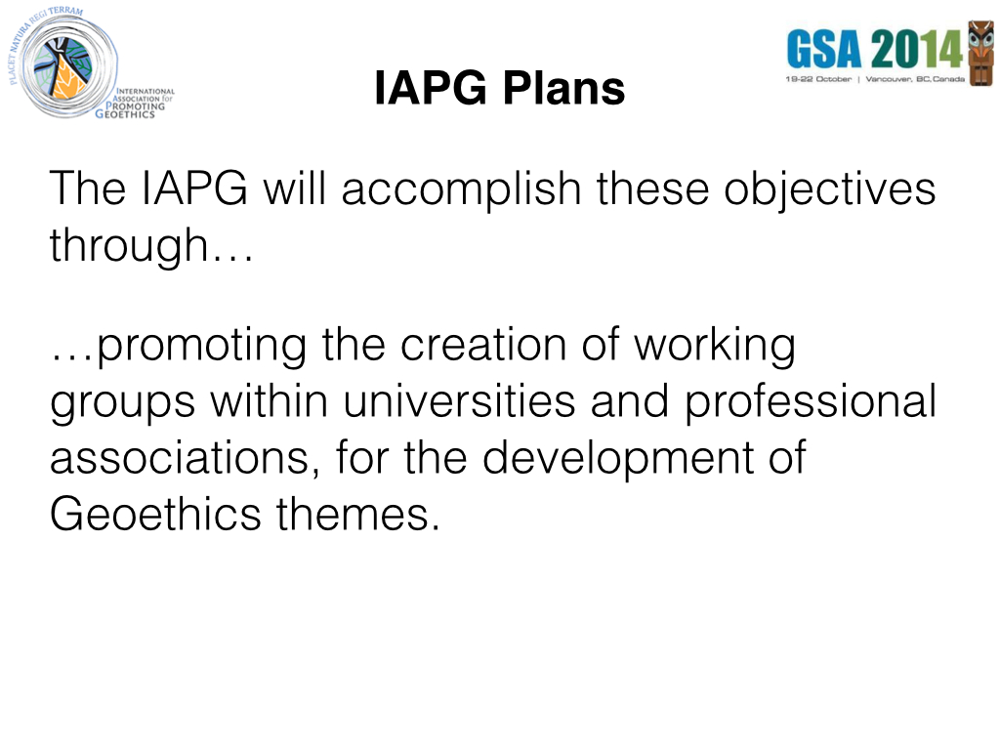 PLACET NATURA REGI TERRAM
INTERNATIONAL
ASSOCIATION for
PROMOTING
GEOETHICS
GSA 2014
19-22 October | Vancouver, BC, Canada
IAPG Plans
The IAPG will accomplish these objectives
through…
…promoting the creation of working
groups within universities and professional
associations, for the development of
Geoethics themes.